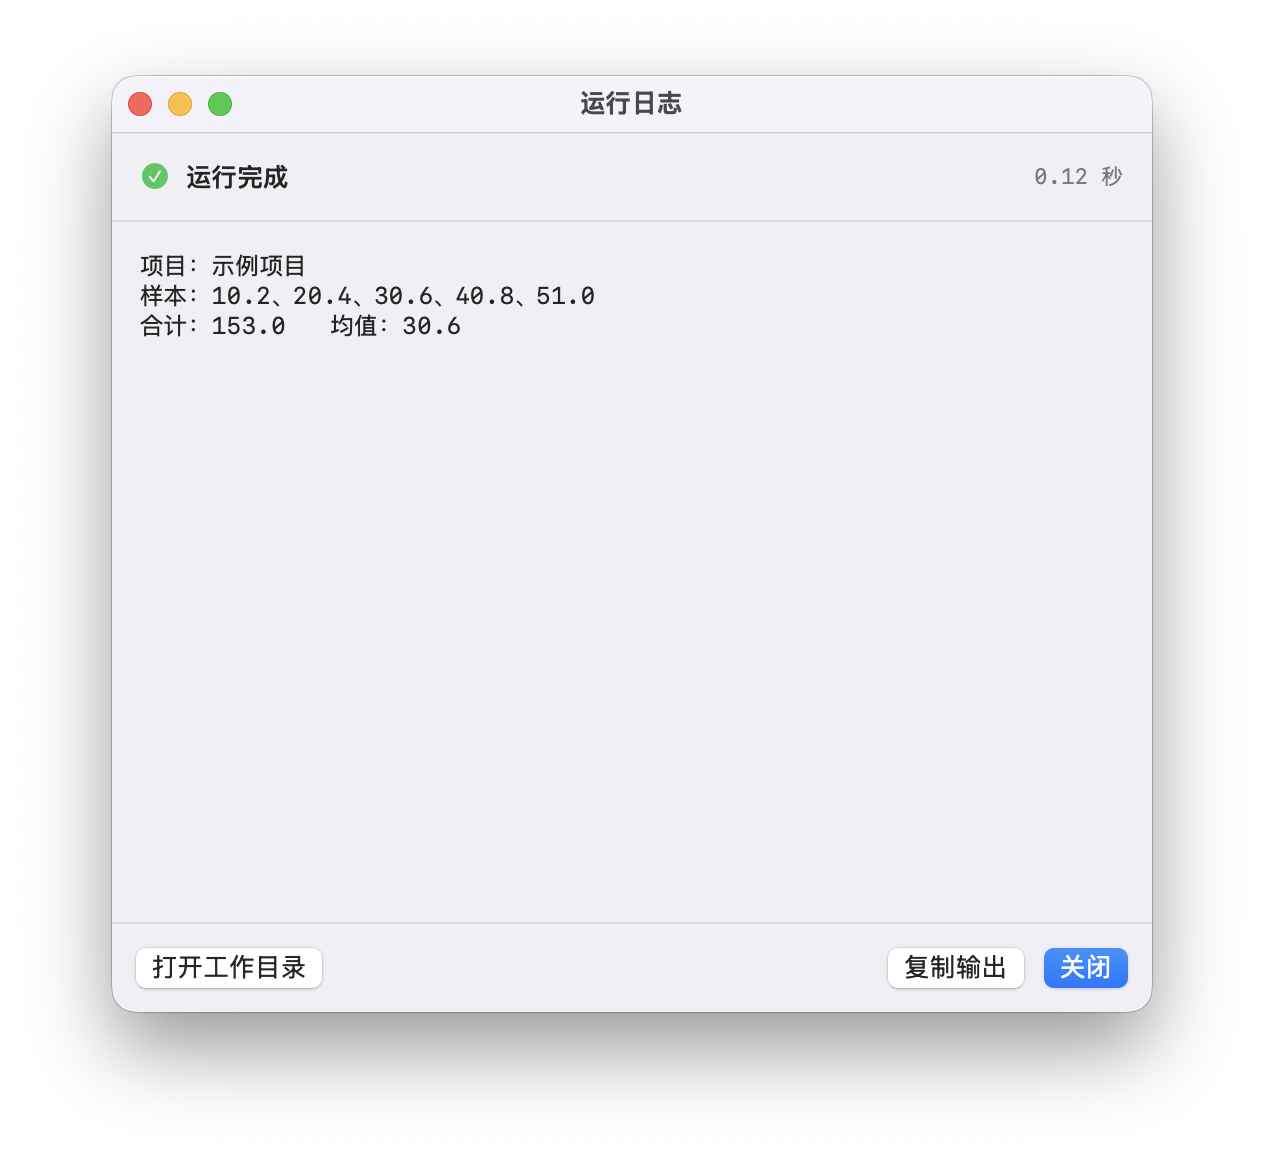 运行日志
运行完成
0.12 秒
项目：示例项目
样本：10.2、20.4、30.6、40.8、51.0
合计：153.0   均值：30.6
打开工作目录
复制输出
关闭